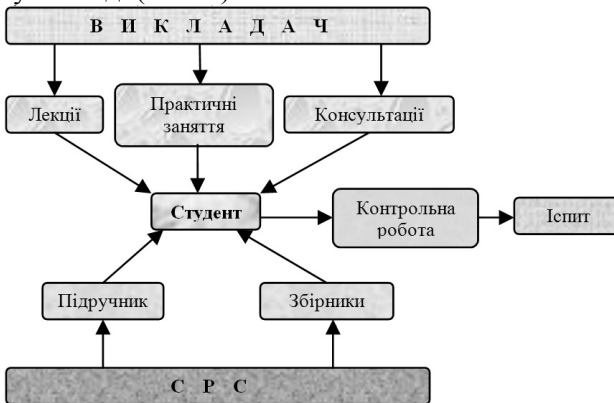 В И К Л А Д А Ч
Лекції
Практичні
заняття
Консультації
Студент
Контрольна
робота
Іспит
Підручник
Збірники
С Р С